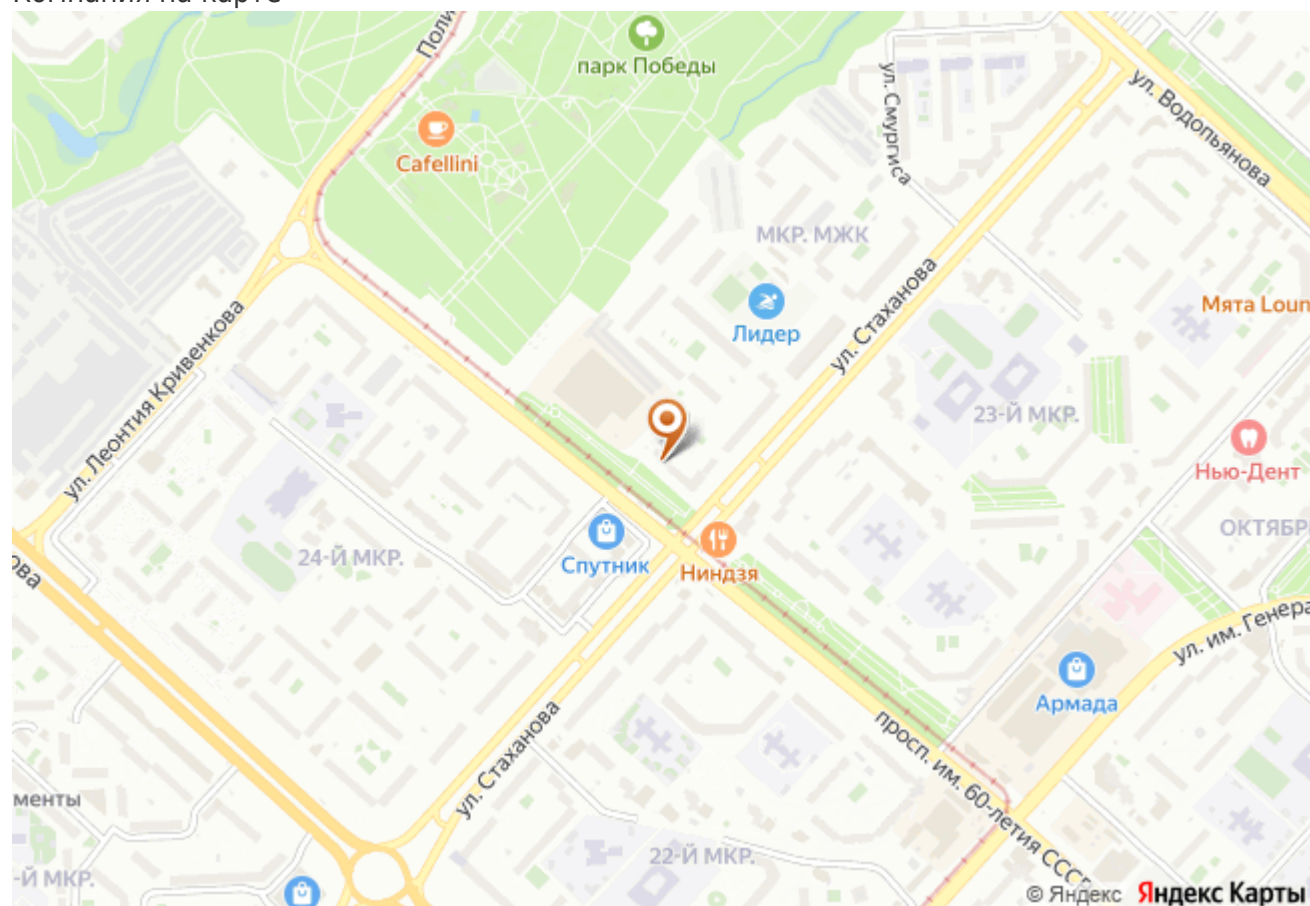 Поли
парк Победы
Cafellini
ул. Смургиса
ул. Водопьянова
МКР. МЖК
Лидер
ул. Стаханова
Мята Loun
ул. Леонтия Кривенкова
23-Й МКР.
Нью-Дент
ОКТЯБР
24-Й МКР.
Спутник
Ниндзя
ова
ул. им. Генера
Армада
просп. им. 60-летия СССР
ул. Стаханова
менты
-Й МКР.
22-Й МКР.
© Яндекс Яндекс Карты